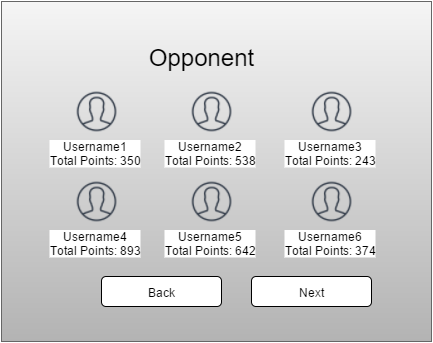 Opponent
Username1
Total Points: 350
Username2
Total Points: 538
Username3
Total Points: 243
Username4
Total Points: 893
Username5
Total Points: 642
Username6
Total Points: 374
Back
Next